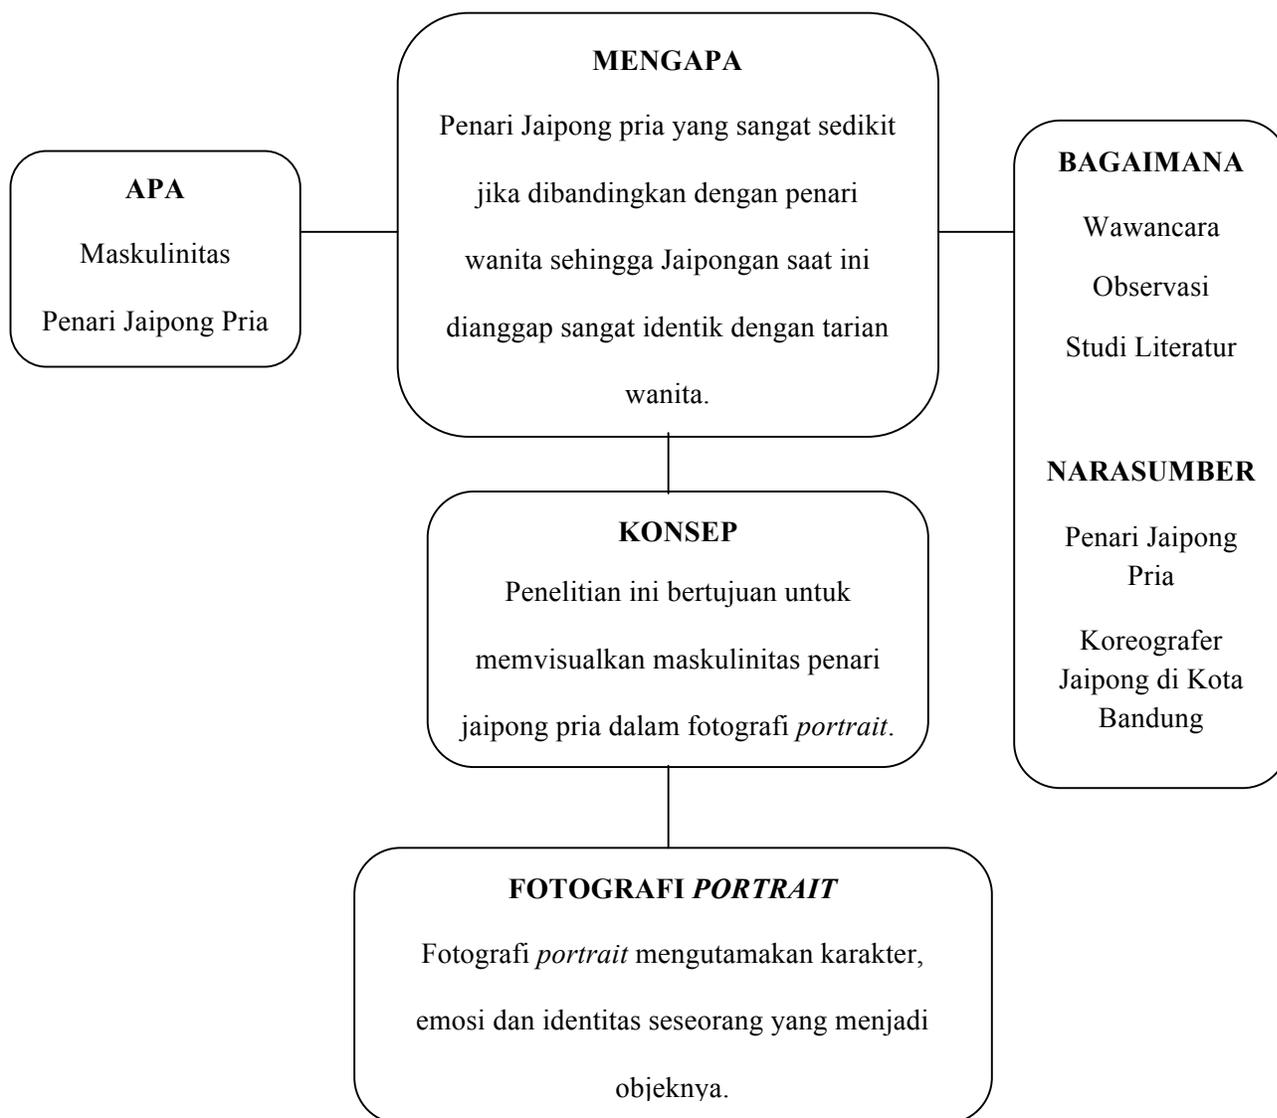 APA
Maskulinitas
Penari Jaipong Pria
MENGAPA
Penari Jaipong pria yang sangat sedikit
jika dibandingkan dengan penari
wanita sehingga Jaipongan saat ini
dianggap sangat identik dengan tarian
wanita.
BAGAIMANA
Wawancara
Observasi
Studi Literatur
NARASUMBER
Penari Jaipong
Pria
Koreografer
Jaipong di Kota
Bandung
KONSEP
Penelitian ini bertujuan untuk
memvisualkan maskulinitas penari
jaipong pria dalam fotografi portrait.
FOTOGRAFI PORTRAIT
Fotografi portrait mengutamakan karakter,
emosi dan identitas seseorang yang menjadi
objeknya.